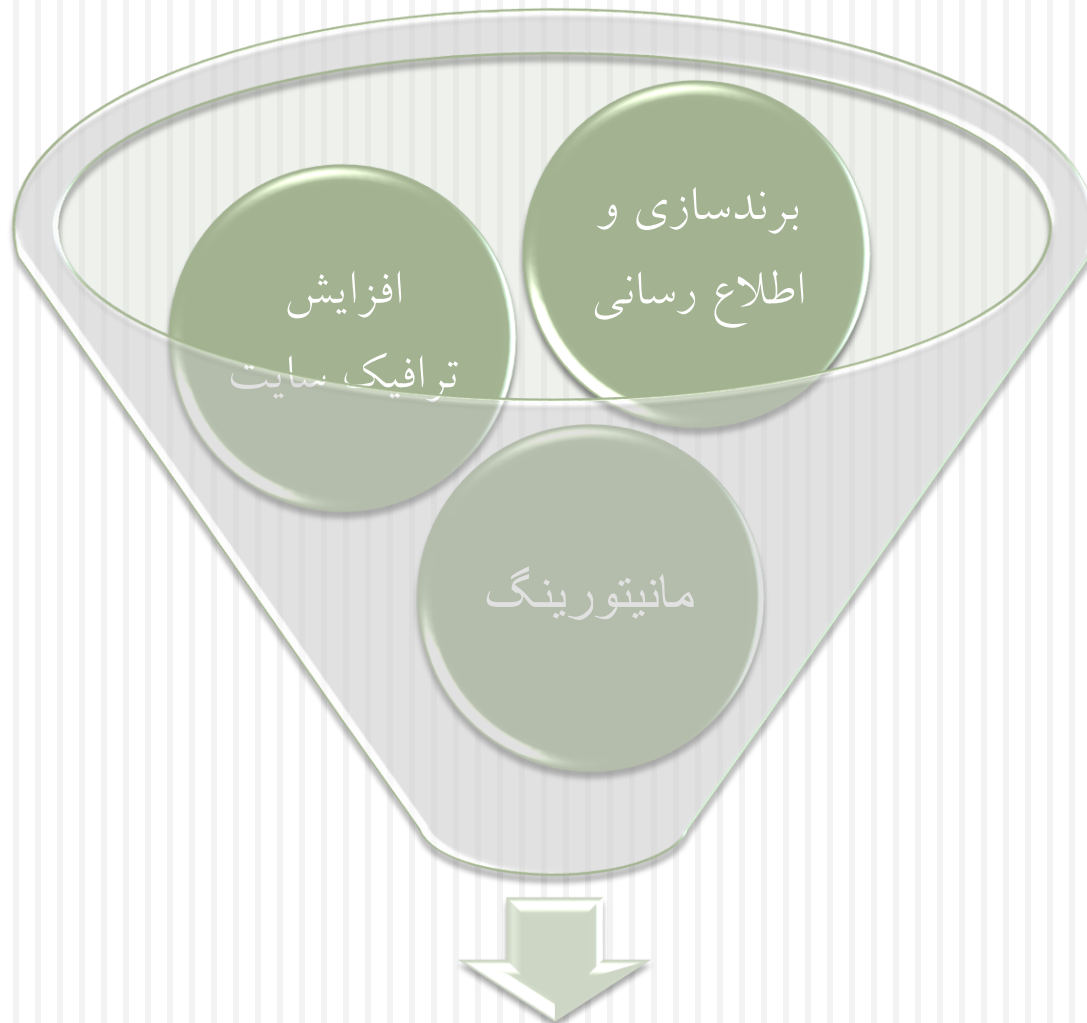 برندسازی و
اطلاع رسانی
افزایش
ترافیک سایت
مانیتورینگ